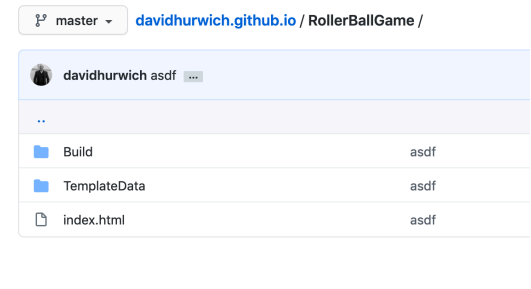 master davidhurwich.github.io / RollerBallGame /
davidhurwich asdf ...
..
Build asdf
TemplateData asdf
index.html asdf